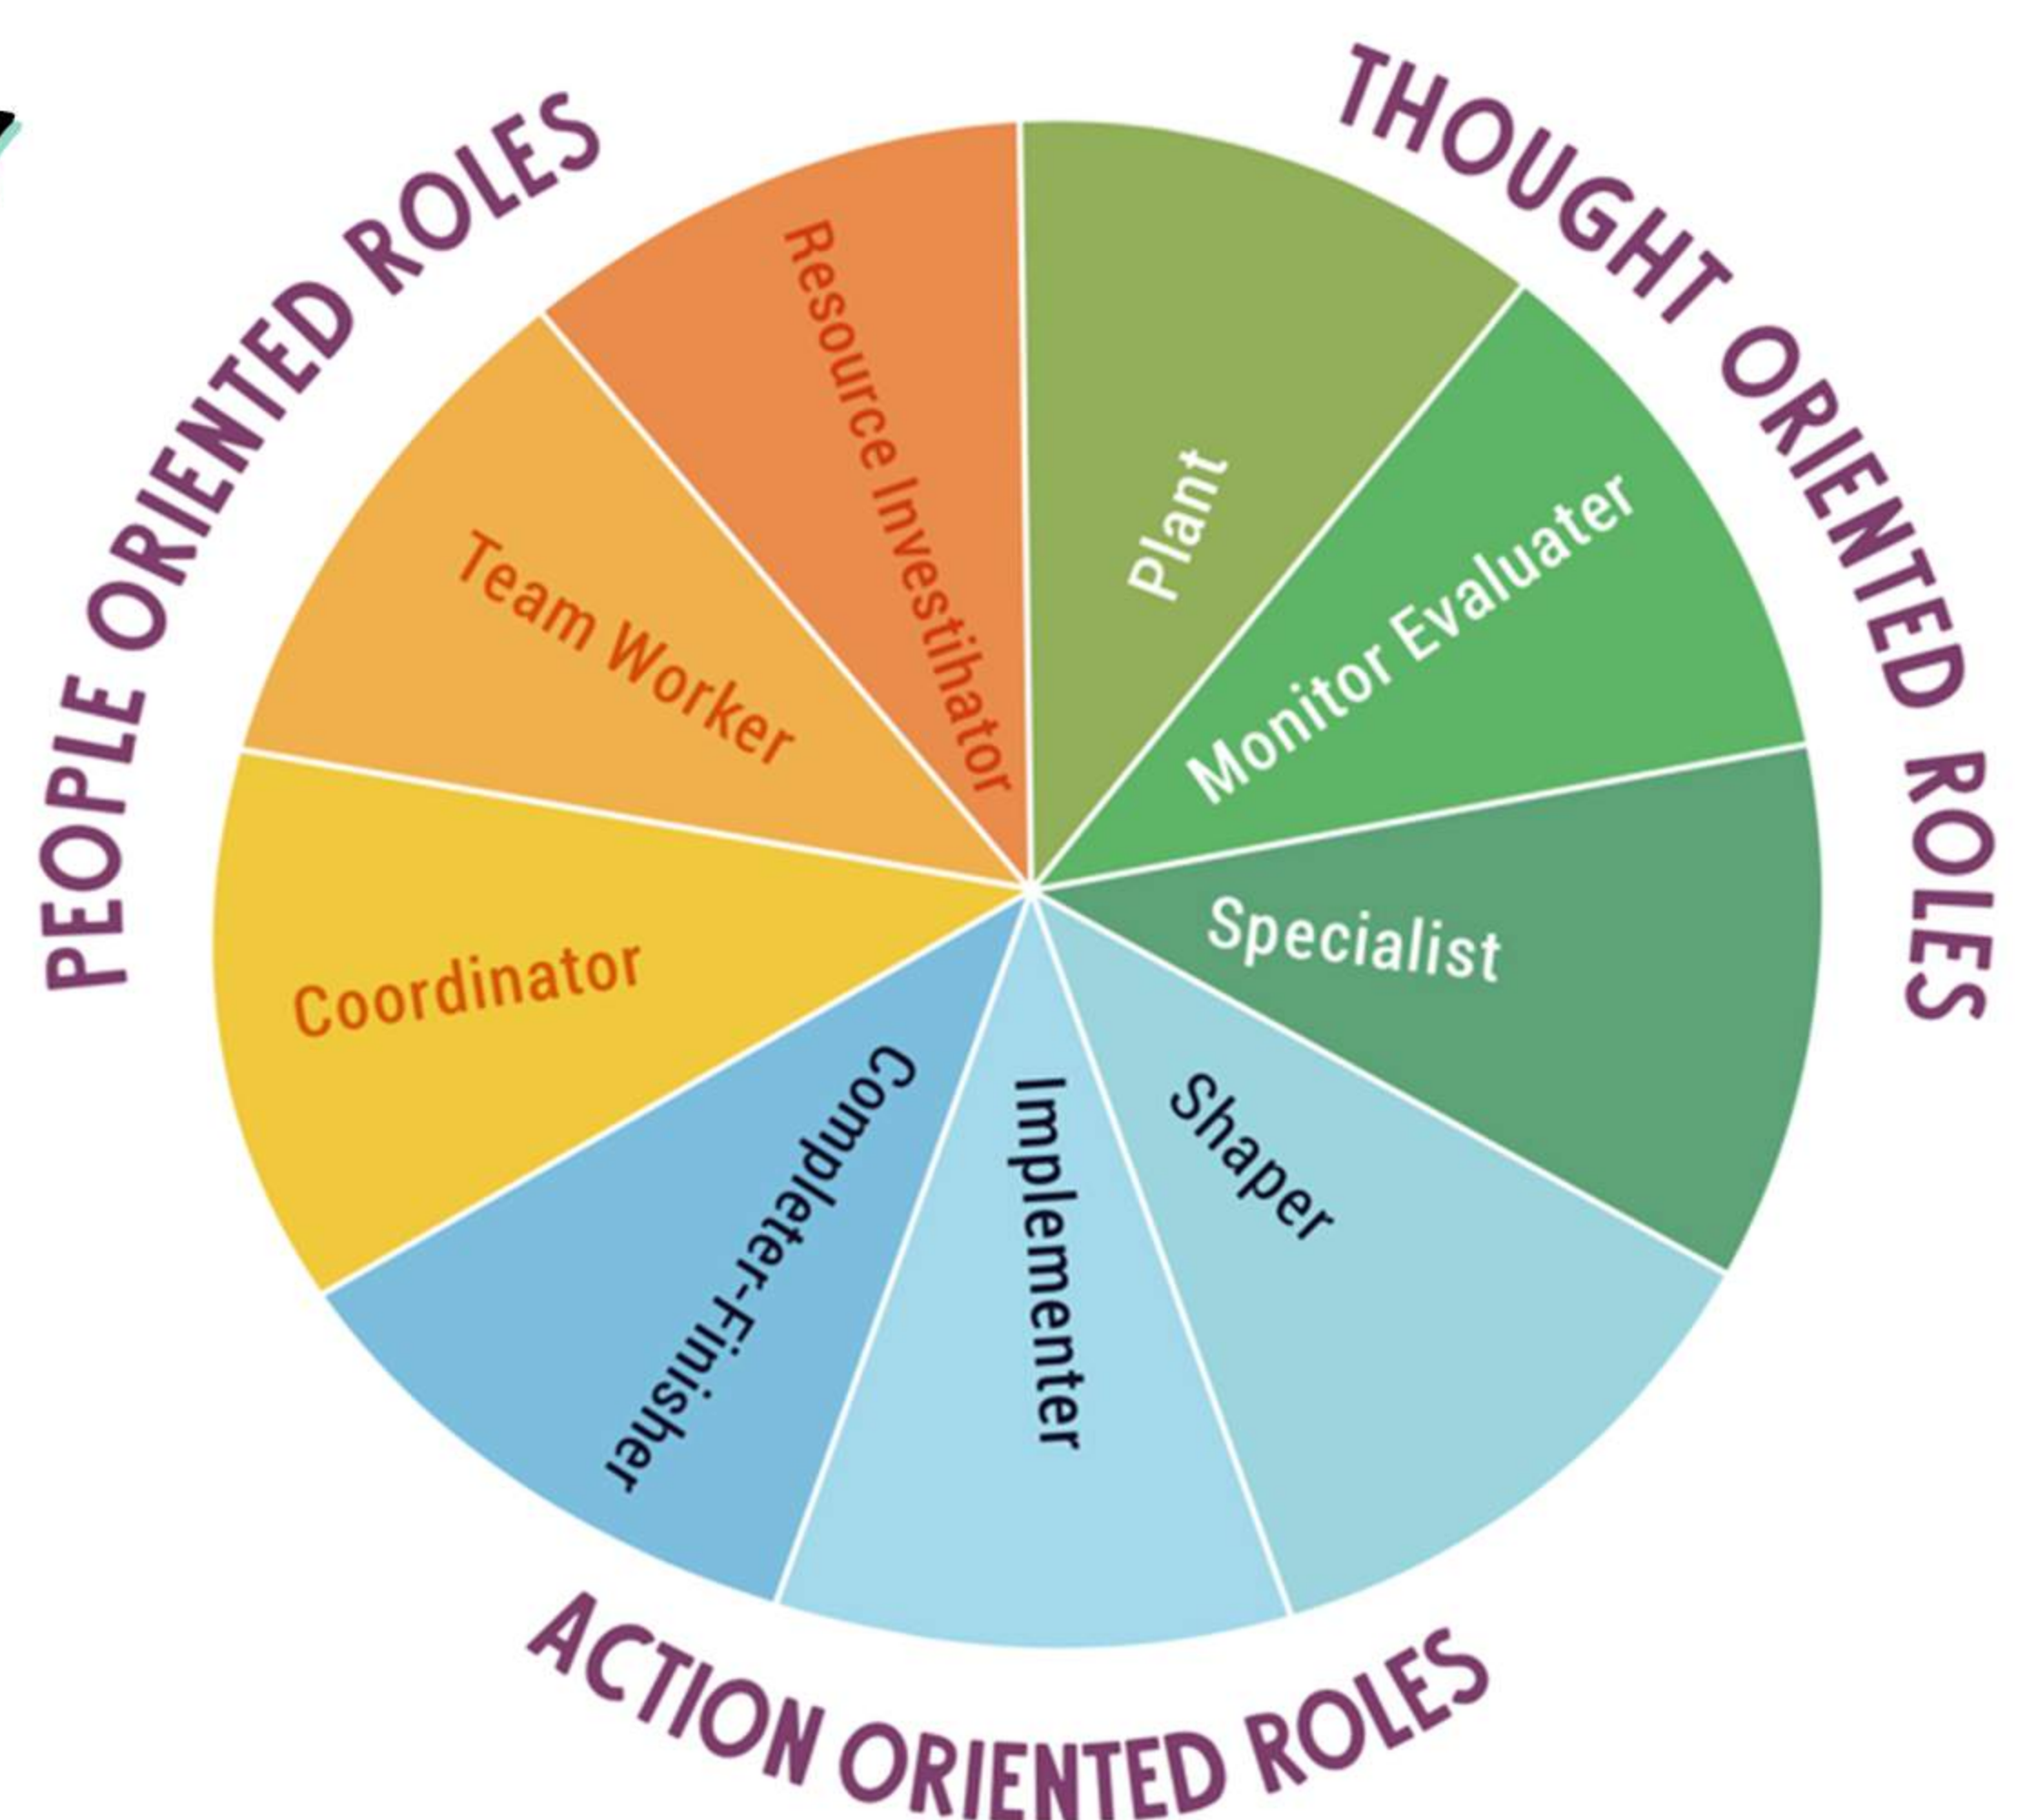 PEOPLE ORIENTED ROLES
THOUGHT ORIENTED ROLES
Resource Investihator
Plant
Team Worker
Monitor Evaluater
Coordinator
Specialist
Completer-Finisher
Implementer
Shaper
ACTION ORIENTED ROLES